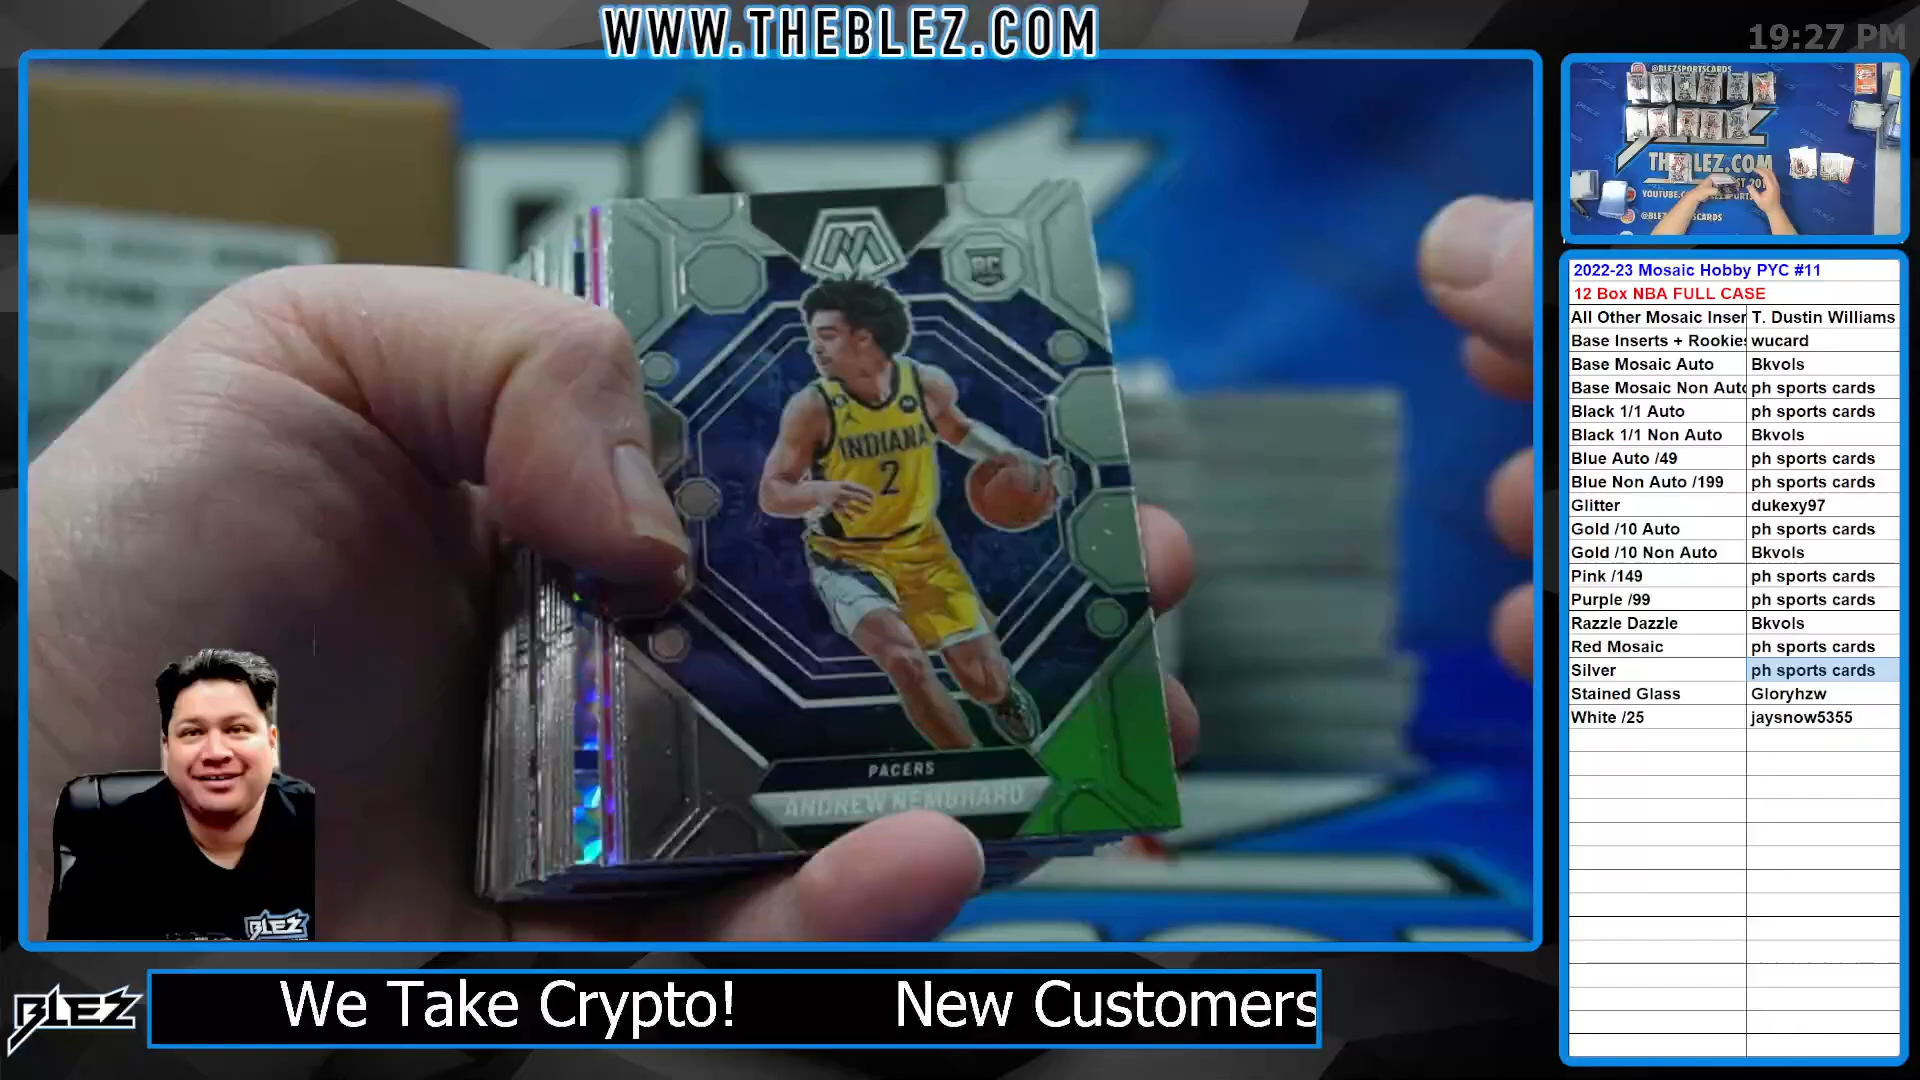 WWW.THEBLEZ.COM
19:27 PM
RC
INDIANA
2
PACERS
ANDREW NEMBHARD
BLEZ
@BLEZSPORTSCARDS
THEBLEZ.COM
2022-23 Mosaic Hobby PYC #11
12 Box NBA FULL CASE
All Other Mosaic Inser T. Dustin Williams
Base Inserts + Rookies wucard
Base Mosaic Auto Bkvols
Base Mosaic Non Auto ph sports cards
Black 1/1 Auto ph sports cards
Black 1/1 Non Auto Bkvols
Blue Auto /49 ph sports cards
Blue Non Auto /199 ph sports cards
Glitter dukexy97
Gold /10 Auto ph sports cards
Gold /10 Non Auto Bkvols
Pink /149 ph sports cards
Purple /99 ph sports cards
Razzle Dazzle Bkvols
Red Mosaic ph sports cards
Silver ph sports cards
Stained Glass Gloryhzw
White /25 jaysnow5355
BLEZ
We Take Crypto! New Customers